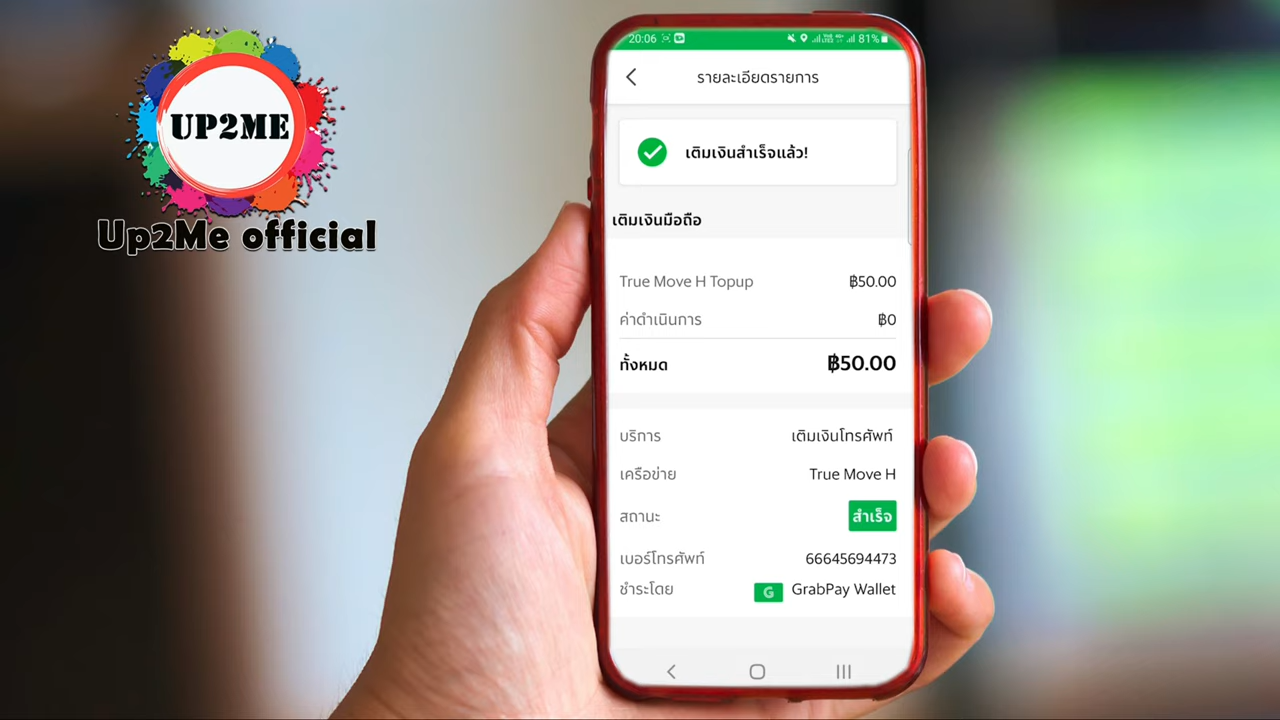 UP2ME
Up2Me official
20:06 81%
รายละเอียดรายการ
เติมเงินสำเร็จแล้ว!
เติมเงินมือถือ
True Move H Topup ฿50.00
ค่าดำเนินการ ฿0
ทั้งหมด ฿50.00
บริการ เติมเงินโทรศัพท์
เครือข่าย True Move H
สถานะ สำเร็จ
เบอร์โทรศัพท์ 66645694473
ชำระโดย G GrabPay Wallet